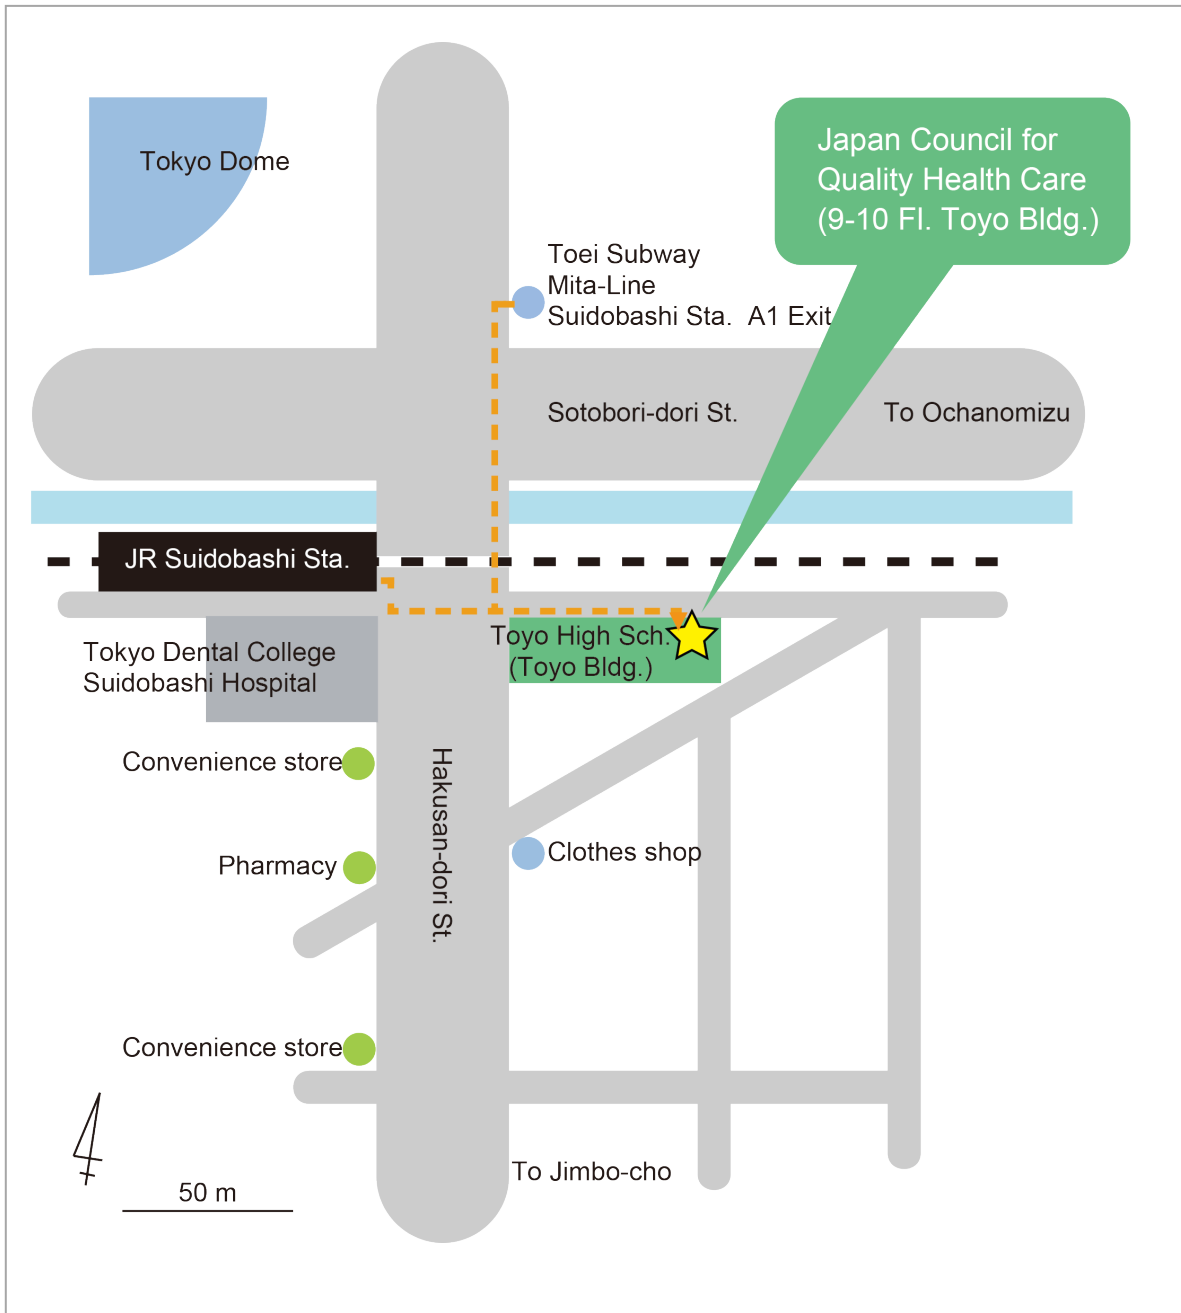 Tokyo Dome
Japan Council for
Quality Health Care
(9-10 Fl. Toyo Bldg.)
Toei Subway
Mita-Line
Suidobashi Sta.  A1 Exit
Sotobori-dori St.
To Ochanomizu
JR Suidobashi Sta.
Toyo High Sch.
(Toyo Bldg.)
Tokyo Dental College
Suidobashi Hospital
Convenience store
Hakusan-dori St.
Pharmacy
Clothes shop
Convenience store
To Jimbo-cho
50 m